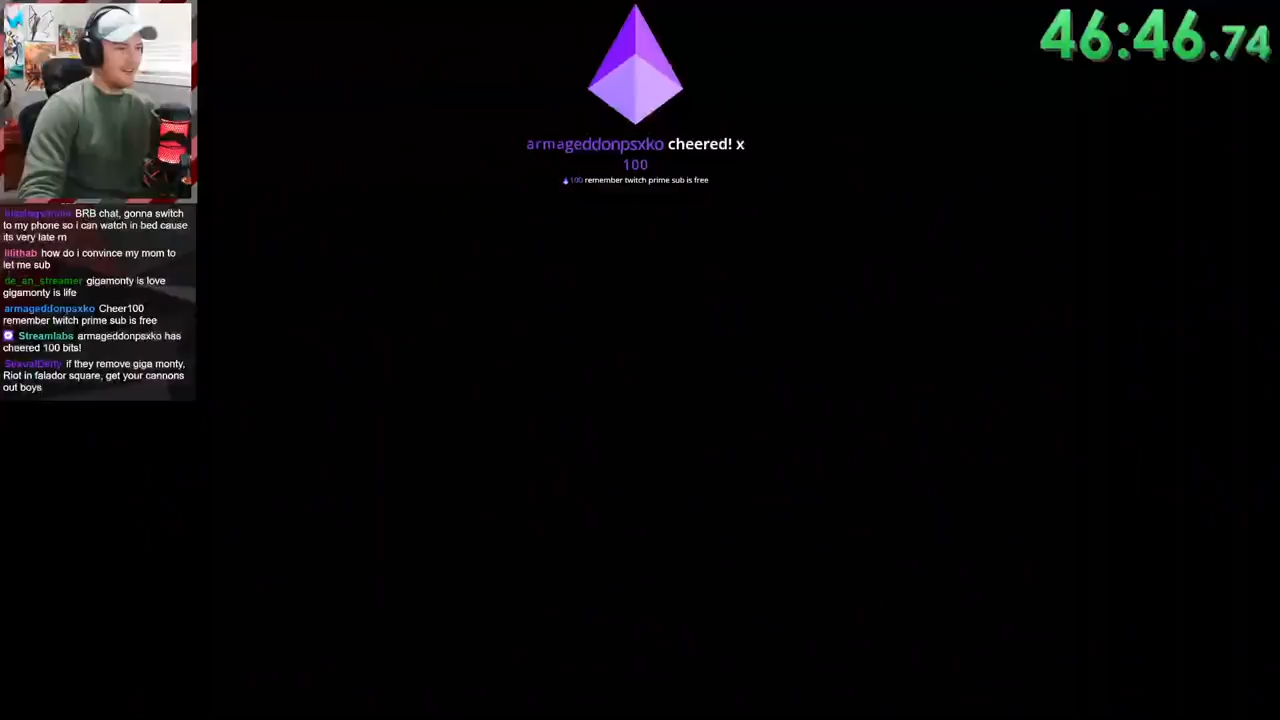 46:46.74
armageddonpsxko cheered! x
100
100 remember twitch prime sub is free
BRB chat, gonna switch
to my phone so i can watch in bed cause
its very late rn
lilithab how do i convince my mom to
let me sub
de_an_streamer gigamonty is love
gigamonty is life
armageddonpsxko Cheer100
remember twitch prime sub is free
Streamlabs armageddonpsxko has
cheered 100 bits!
SexualDeity if they remove giga monty,
Riot in falador square, get your cannons
out boys